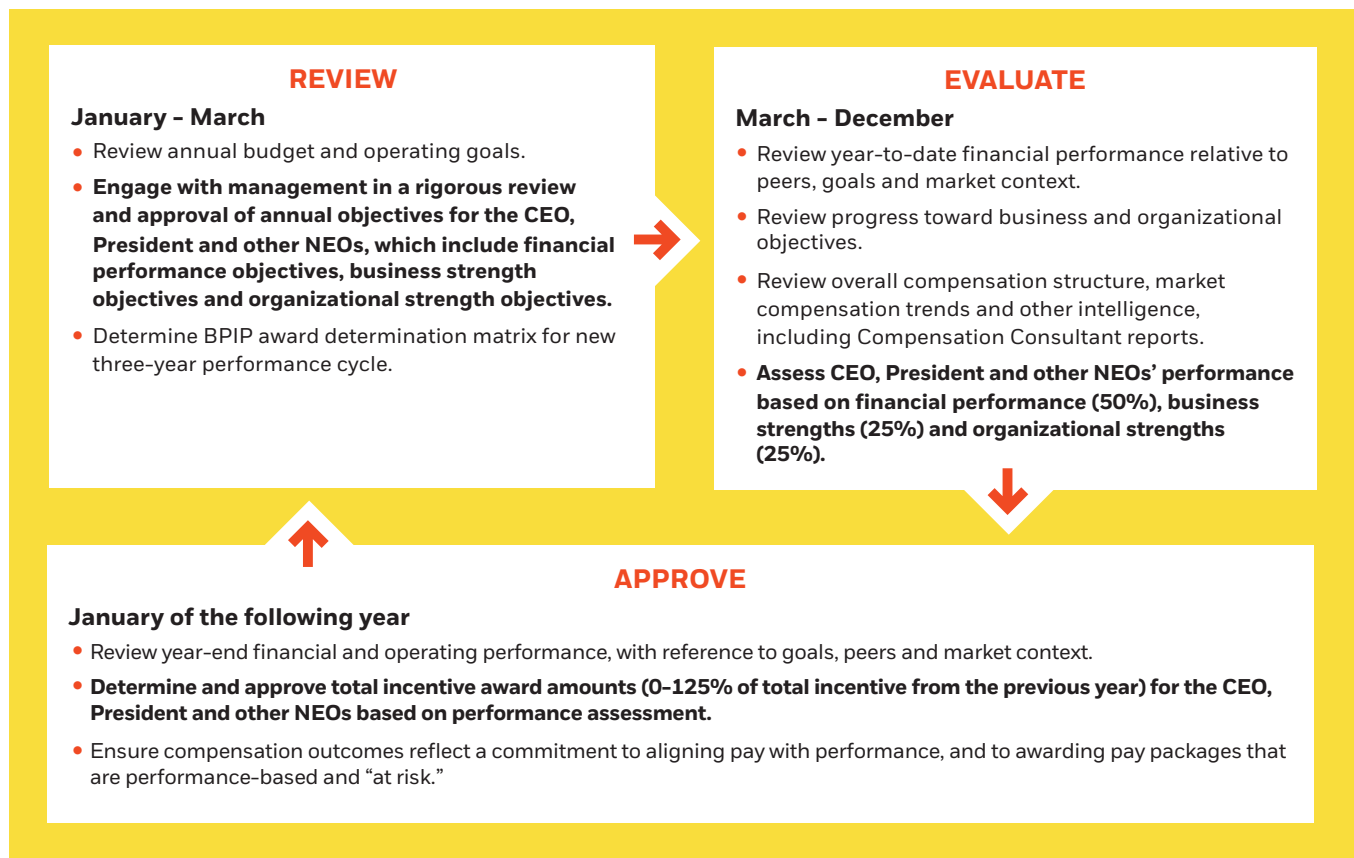 REVIEW
January – March
• Review annual budget and operating goals.
• Engage with management in a rigorous review
and approval of annual objectives for the CEO,
President and other NEOs, which include financial
performance objectives, business strength
objectives and organizational strength objectives.
• Determine BPIP award determination matrix for new
three-year performance cycle.
EVALUATE
March – December
• Review year-to-date financial performance relative to
peers, goals and market context.
• Review progress toward business and organizational
objectives.
• Review overall compensation structure, market
compensation trends and other intelligence,
including Compensation Consultant reports.
• Assess CEO, President and other NEOs’ performance
based on financial performance (50%), business
strengths (25%) and organizational strengths
(25%).
APPROVE
January of the following year
• Review year-end financial and operating performance, with reference to goals, peers and market context.
• Determine and approve total incentive award amounts (0–125% of total incentive from the previous year) for the CEO,
President and other NEOs based on performance assessment.
• Ensure compensation outcomes reflect a commitment to aligning pay with performance, and to awarding pay packages that
are performance-based and “at risk.”